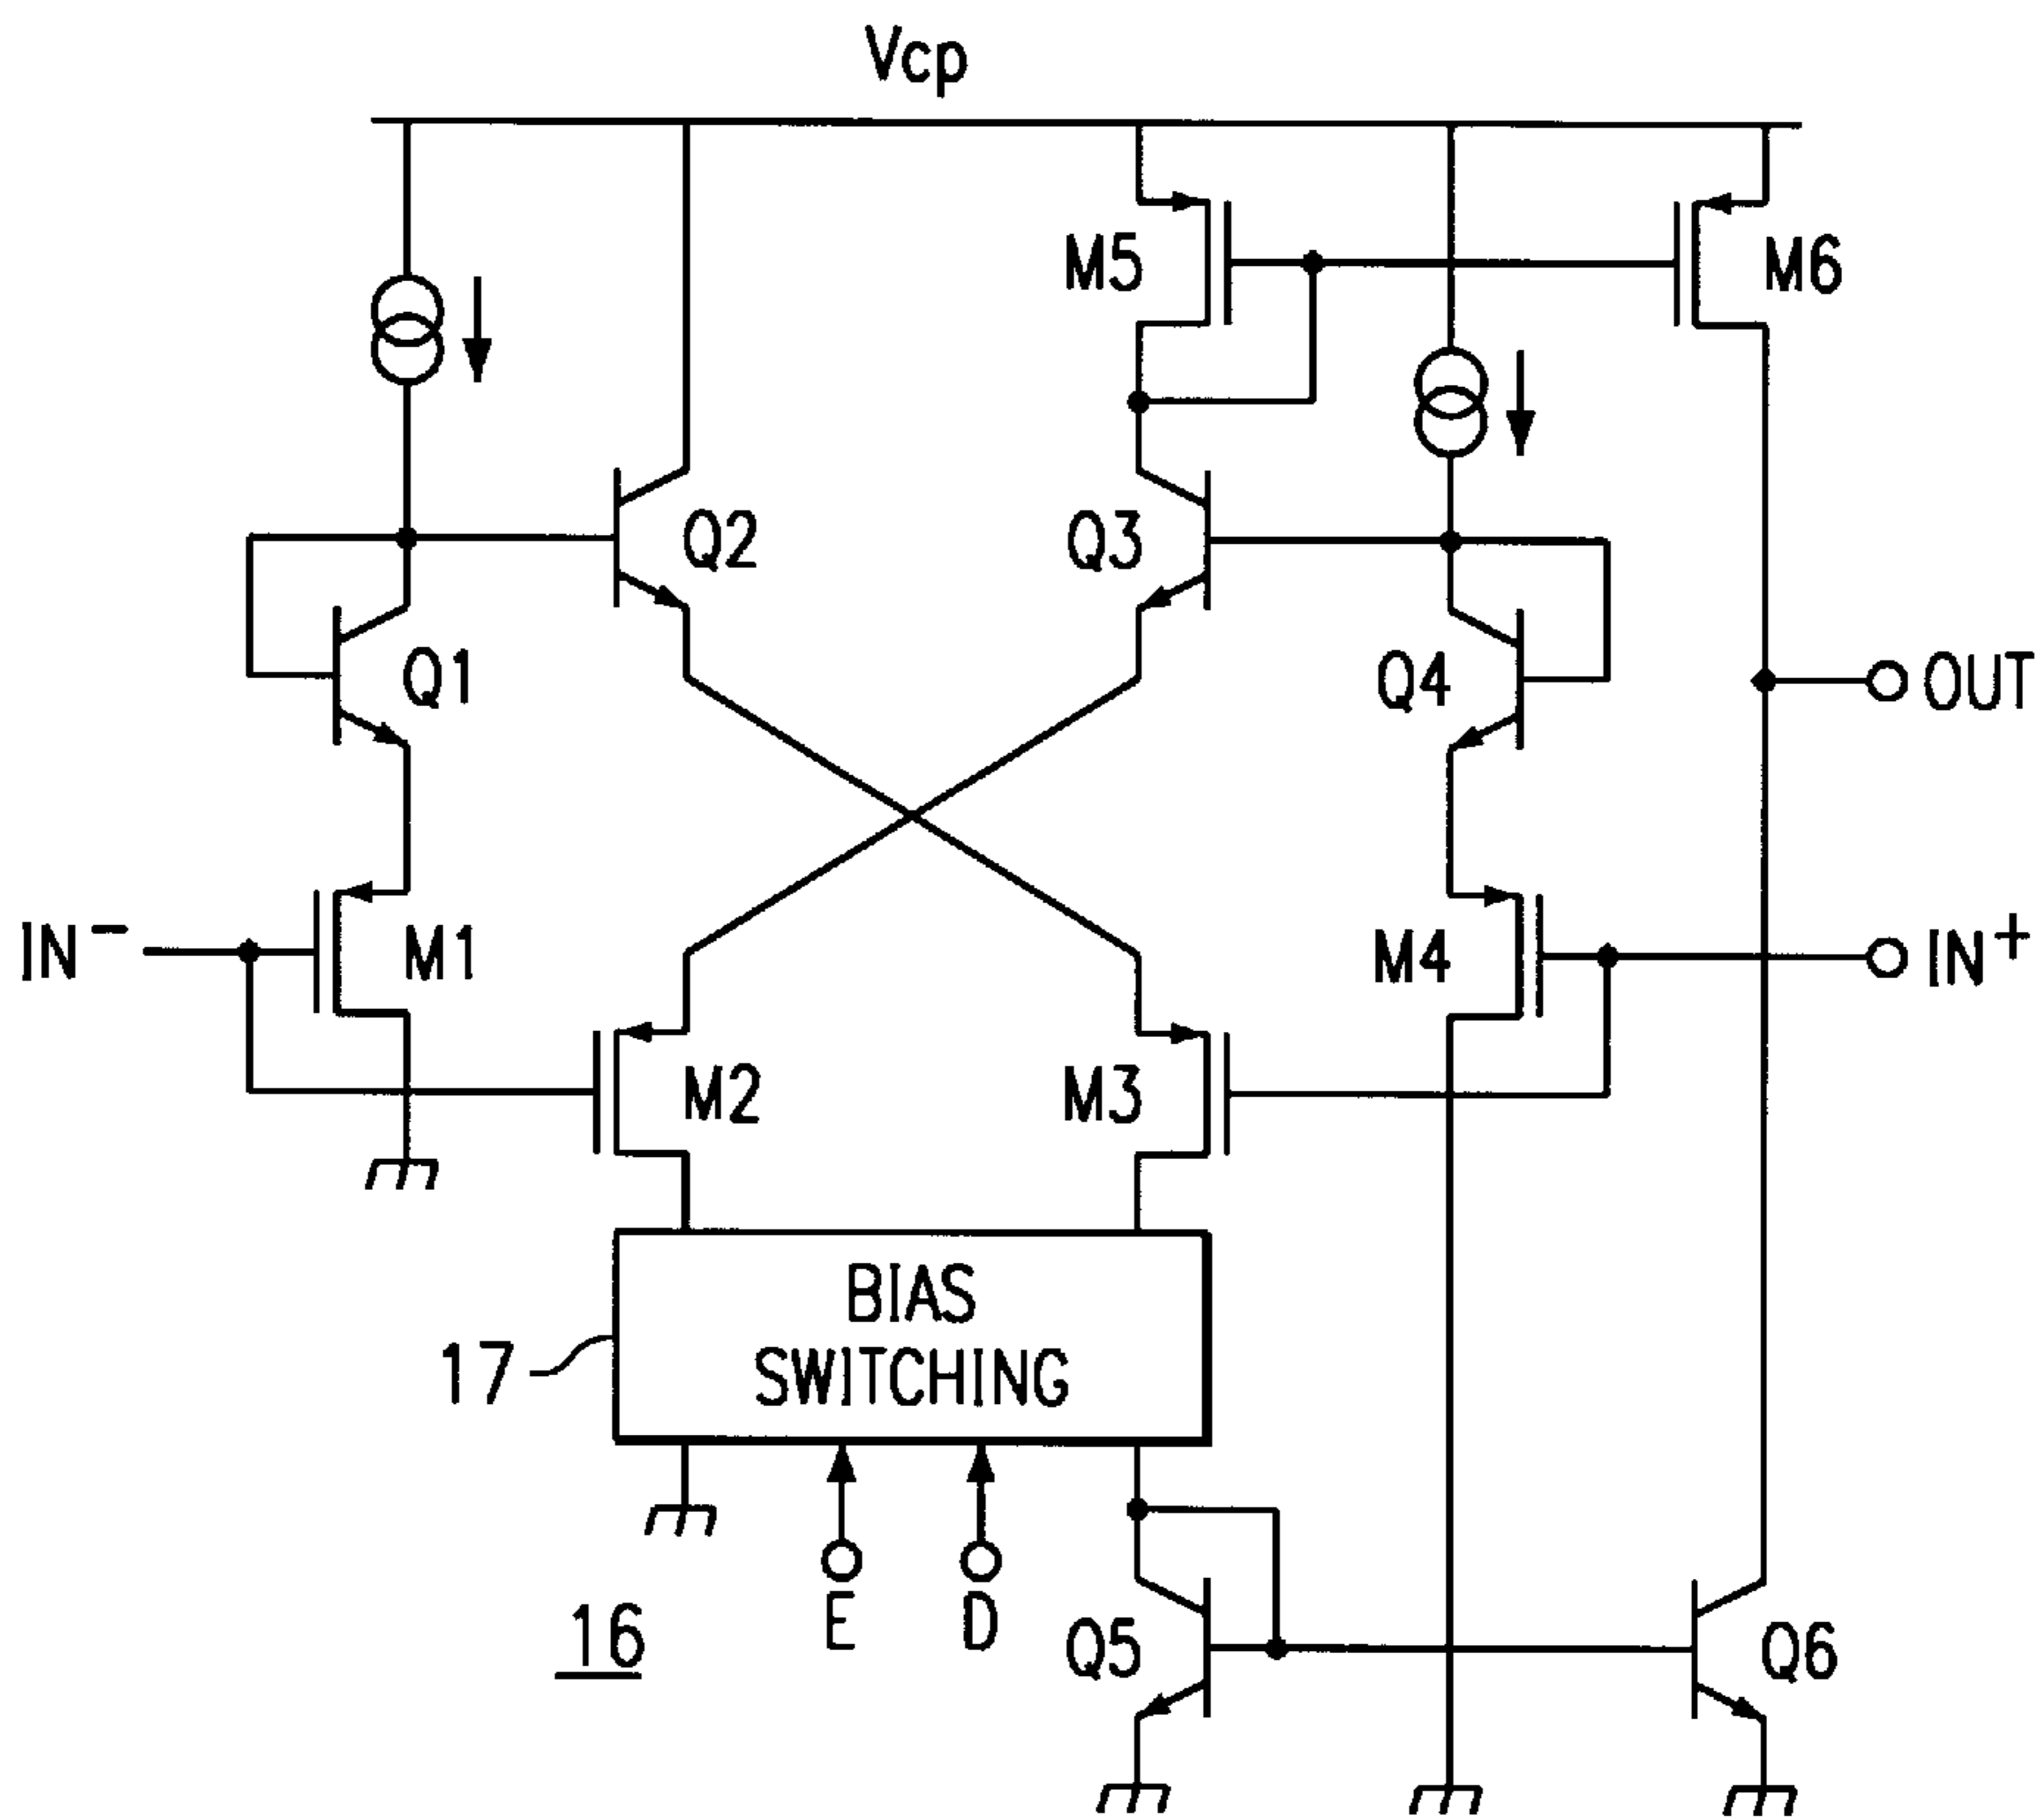 Vcp
M5
M6
Q2
Q3
Q1
Q4
OUT
IN−
M1
M4
IN+
M2
M3
BIAS
SWITCHING
17
E
D
16
Q5
Q6